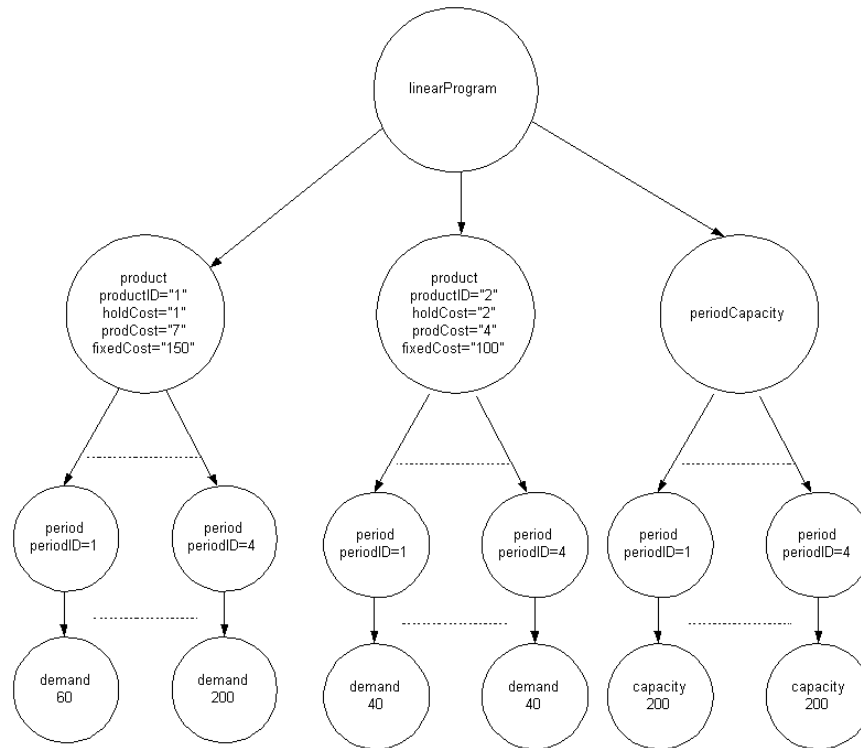 linearProgram
product
productID="1"
holdCost="1"
prodCost="7"
fixedCost="150"
product
productID="2"
holdCost="2"
prodCost="4"
fixedCost="100"
periodCapacity
period
periodID=1
period
periodID=4
period
periodID=1
period
periodID=4
period
periodID=1
period
periodID=4
demand
60
demand
200
demand
40
demand
40
capacity
200
capacity
200